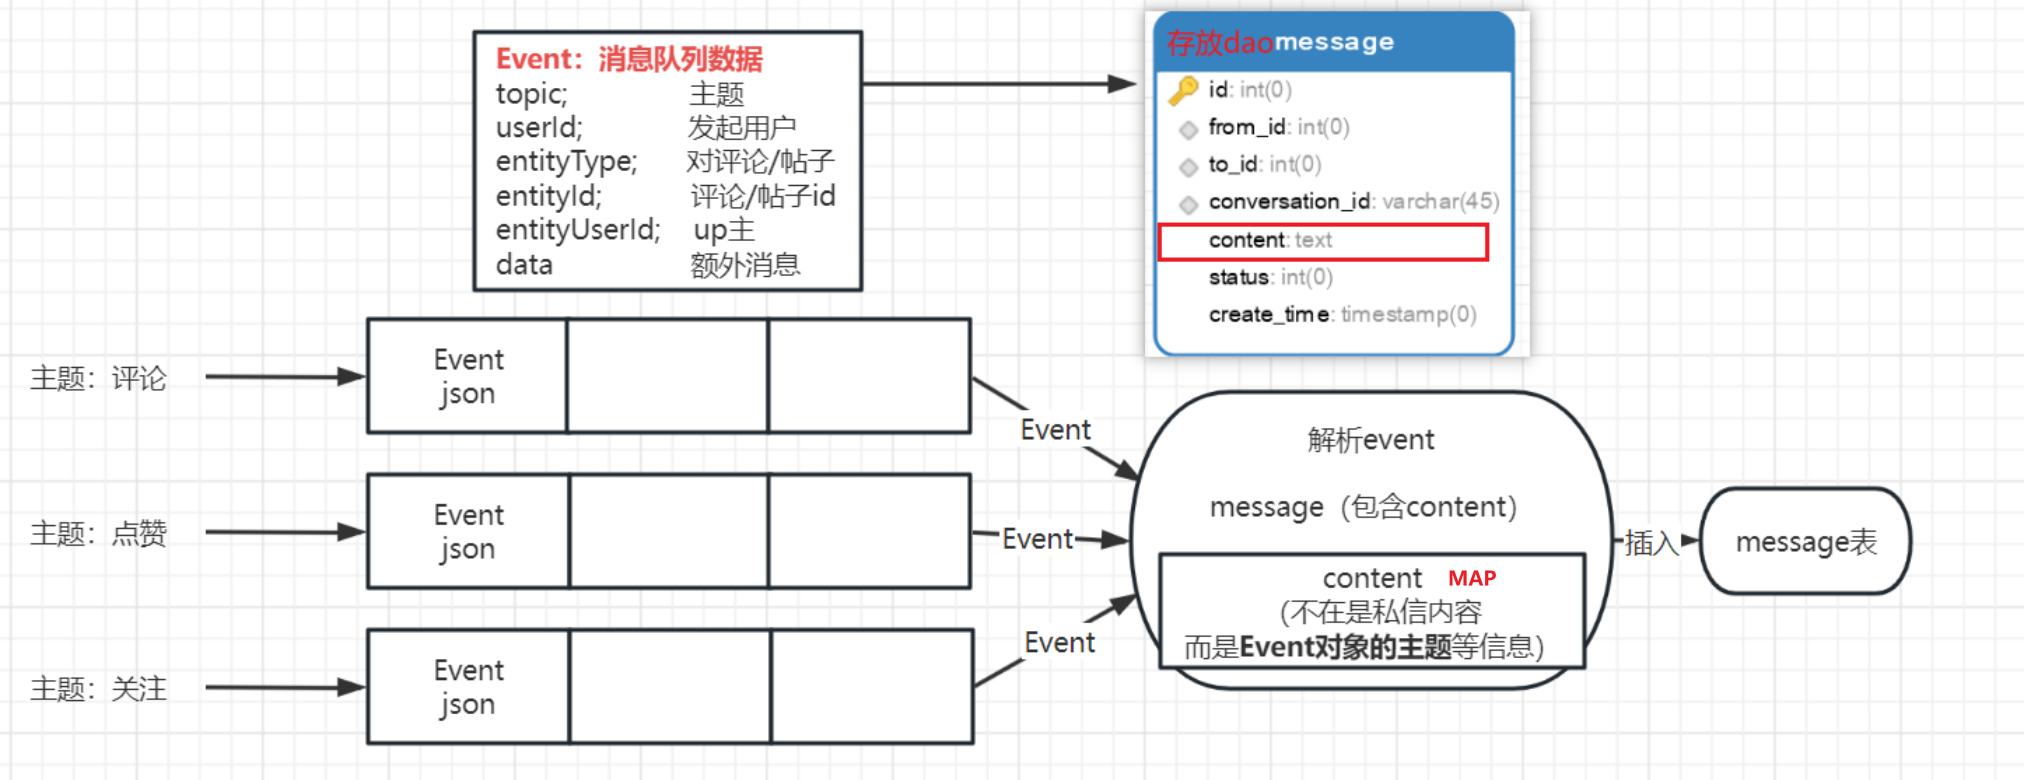 Event：消息队列数据
topic; 主题
userId; 发起用户
entityType; 对评论/帖子
entityId; 评论/帖子id
entityUserId; up主
data 额外消息
存放daomessage
id: int(0)
from_id: int(0)
to_id: int(0)
conversation_id: varchar(45)
content: text
status: int(0)
create_time: timestamp(0)
主题：评论
Event
json
Event
主题：点赞
Event
json
Event
主题：关注
Event
json
Event
解析event
message（包含content）
content MAP
（不在是私信内容
而是Event对象的主题等信息）
插入
message表